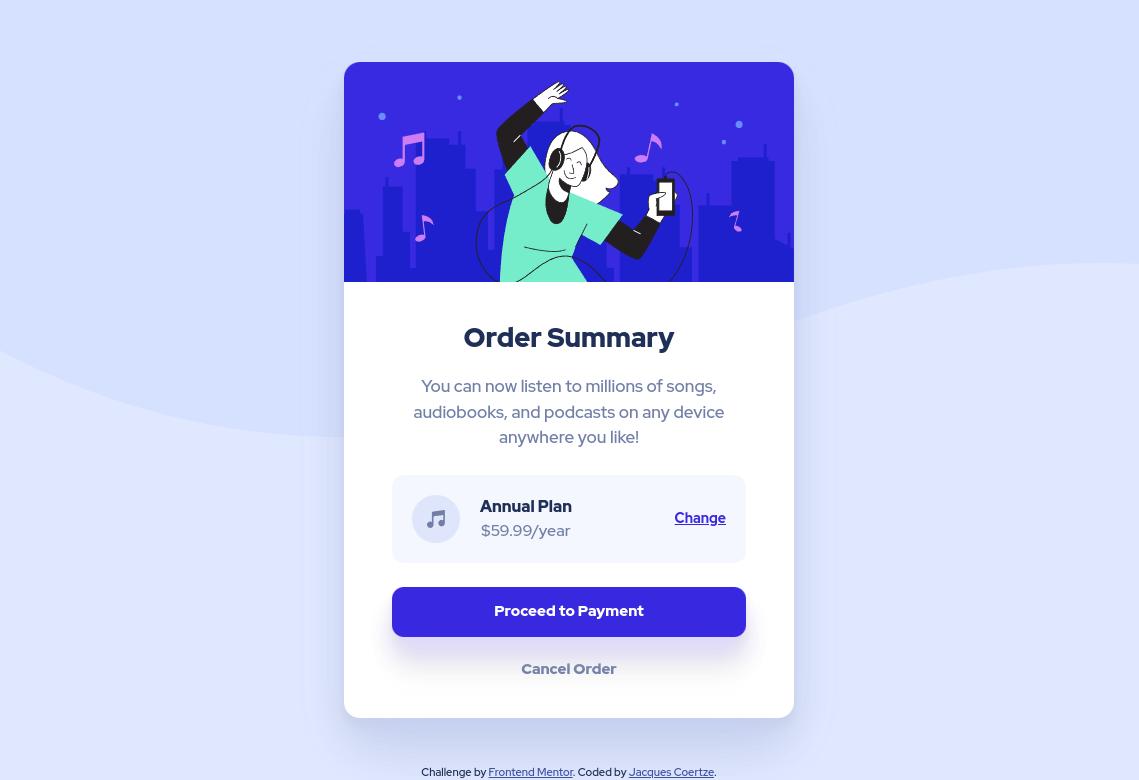 Order Summary
You can now listen to millions of songs,
audiobooks, and podcasts on any device
anywhere you like!
Annual Plan
$59.99/year
Change
Proceed to Payment
Cancel Order
Challenge by Frontend Mentor. Coded by Jacques Coertze.